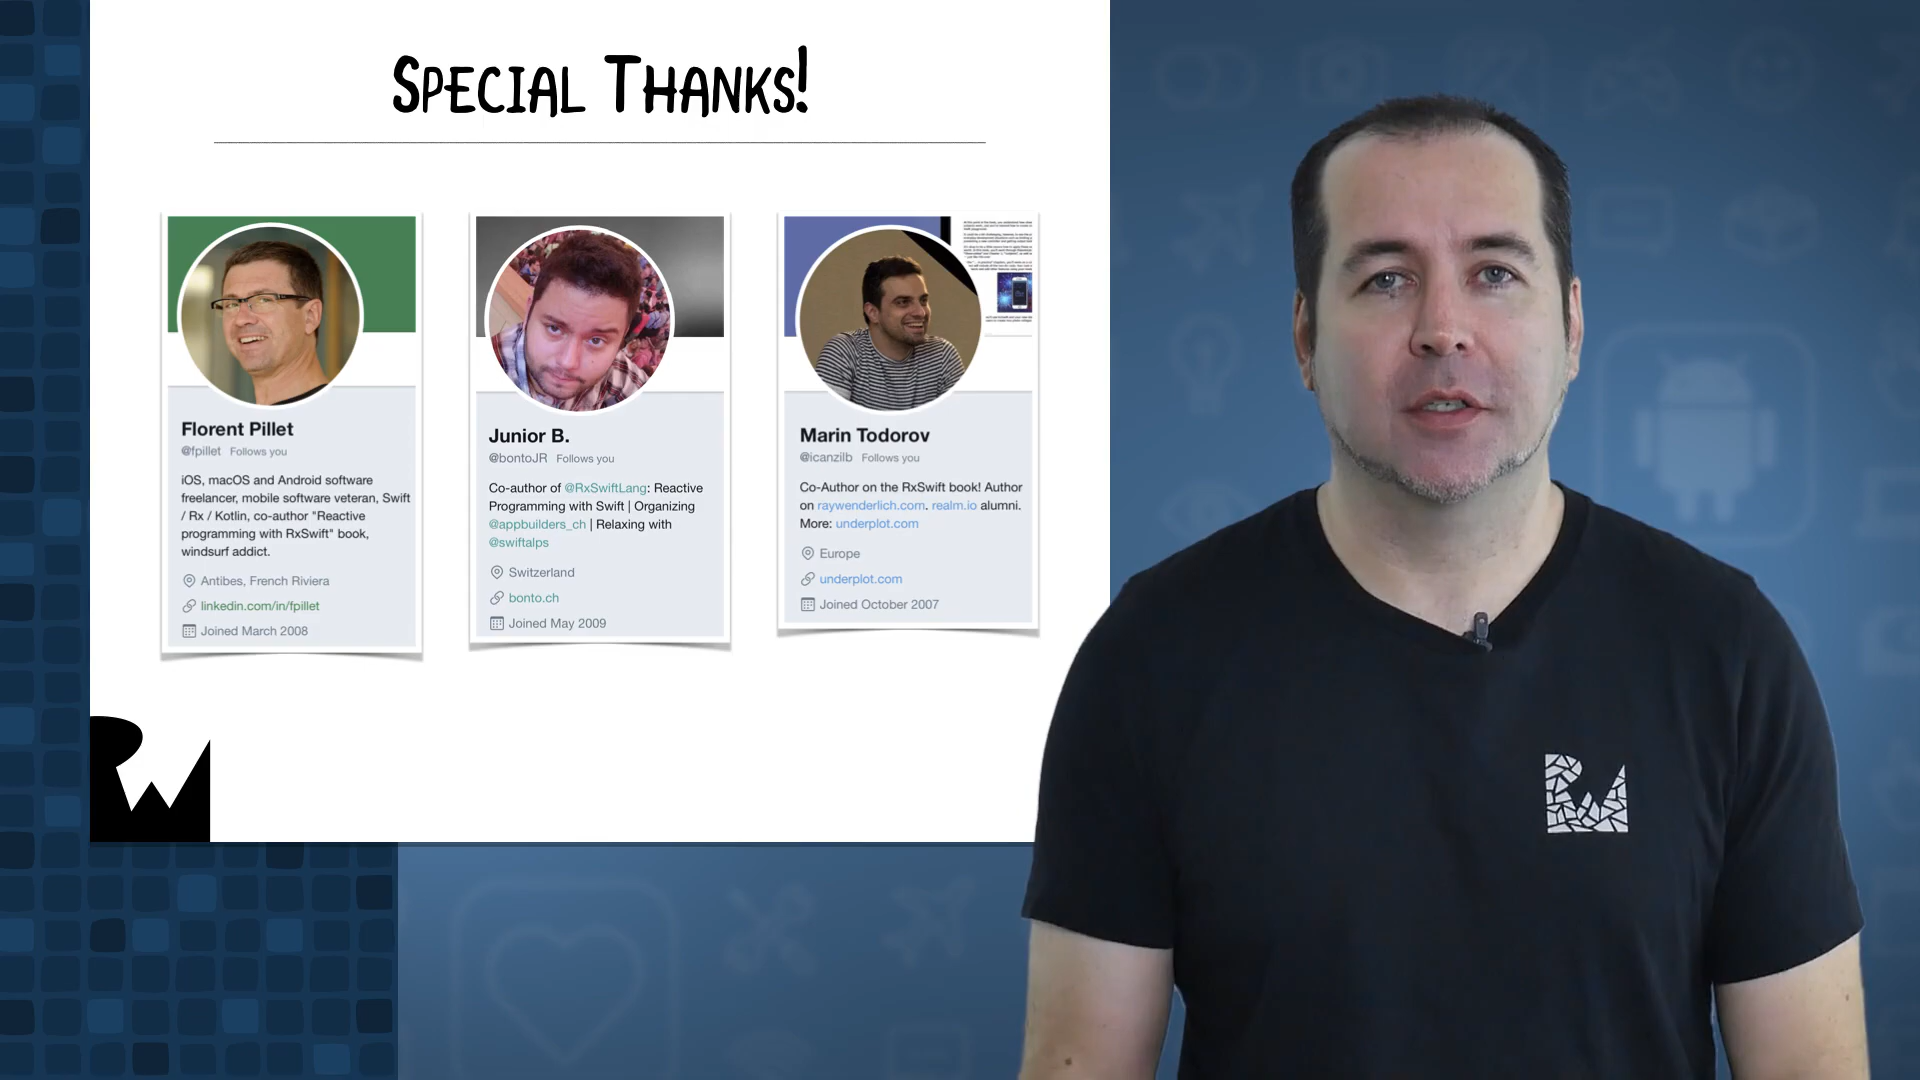 Special Thanks!
Florent Pillet
@fpillet Follows you
iOS, macOS and Android software
freelancer, mobile software veteran, Swift
/ Rx / Kotlin, co-author "Reactive
programming with RxSwift" book,
windsurf addict.
Antibes, French Riviera
linkedin.com/in/fpillet
Joined March 2008
Junior B.
@bontoJR Follows you
Co-author of @RxSwiftLang: Reactive
Programming with Swift | Organizing
@appbuilders_ch | Relaxing with
@swiftalps
Switzerland
bonto.ch
Joined May 2009
Marin Todorov
@icanzilb Follows you
Co-Author on the RxSwift book! Author
on raywenderlich.com. realm.io alumni.
More: underplot.com
Europe
underplot.com
Joined October 2007
RW
RW